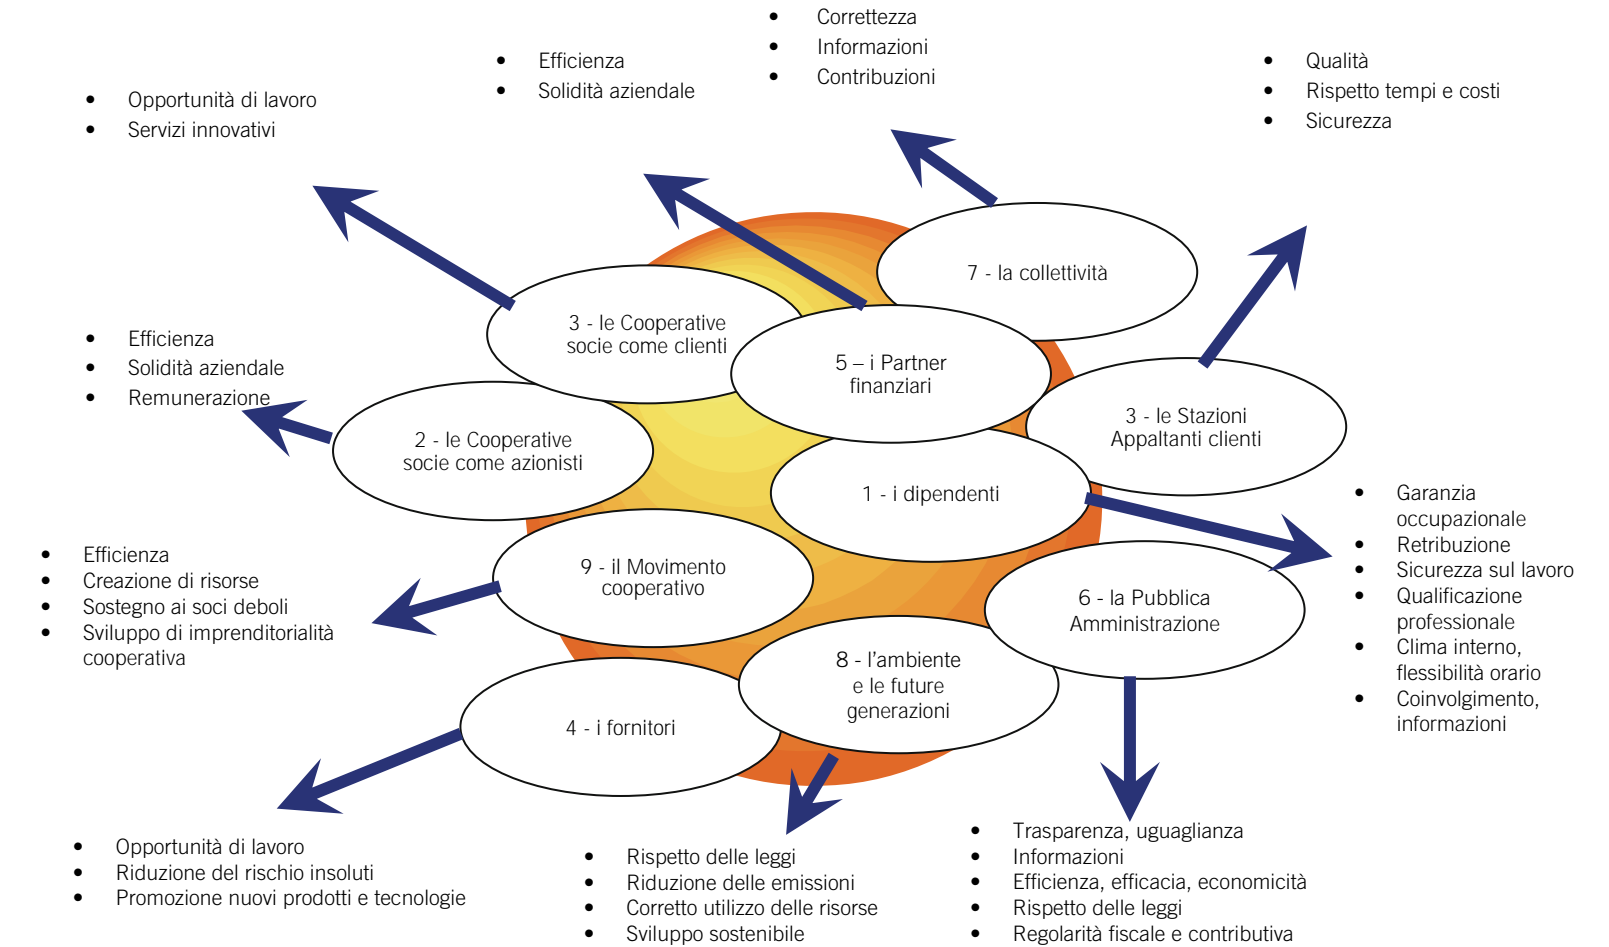 • Correttezza
• Informazioni
• Contribuzioni
• Efficienza
• Solidità aziendale
• Qualità
• Rispetto tempi e costi
• Sicurezza
• Opportunità di lavoro
• Servizi innovativi
7 - la collettività
3 - le Cooperative
socie come clienti
5 – i Partner
finanziari
• Efficienza
• Solidità aziendale
• Remunerazione
2 - le Cooperative
socie come azionisti
3 - le Stazioni
Appaltanti clienti
1 - i dipendenti
• Garanzia
occupazionale
• Retribuzione
• Sicurezza sul lavoro
• Qualificazione
professionale
• Clima interno,
flessibilità orario
• Coinvolgimento,
informazioni
• Efficienza
• Creazione di risorse
• Sostegno ai soci deboli
• Sviluppo di imprenditorialità
cooperativa
9 - il Movimento
cooperativo
6 - la Pubblica
Amministrazione
8 - l'ambiente
e le future
generazioni
4 - i fornitori
• Opportunità di lavoro
• Riduzione del rischio insoluti
• Promozione nuovi prodotti e tecnologie
• Rispetto delle leggi
• Riduzione delle emissioni
• Corretto utilizzo delle risorse
• Sviluppo sostenibile
• Trasparenza, uguaglianza
• Informazioni
• Efficienza, efficacia, economicità
• Rispetto delle leggi
• Regolarità fiscale e contributiva